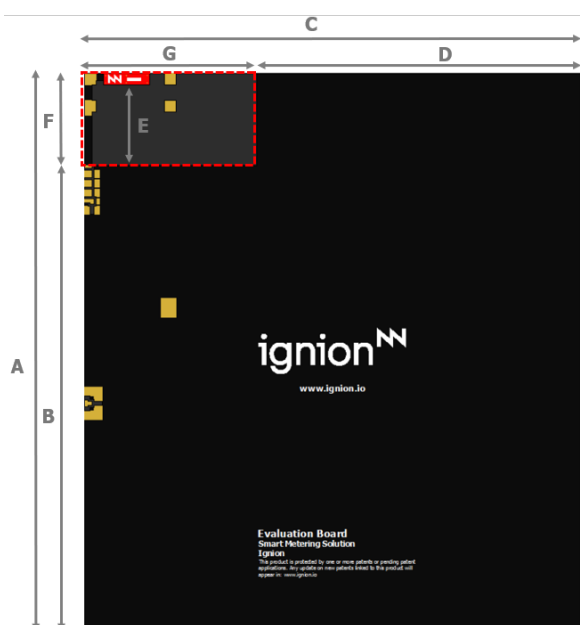 C
G
D
F
E
A
B
ignion
www.ignion.io
Evaluation Board
Smart Metering Solution
Ignion
This product is protected by one or more patents or pending patent
applications. Any update on new patents linked to this product will
appear in: www.ignion.io